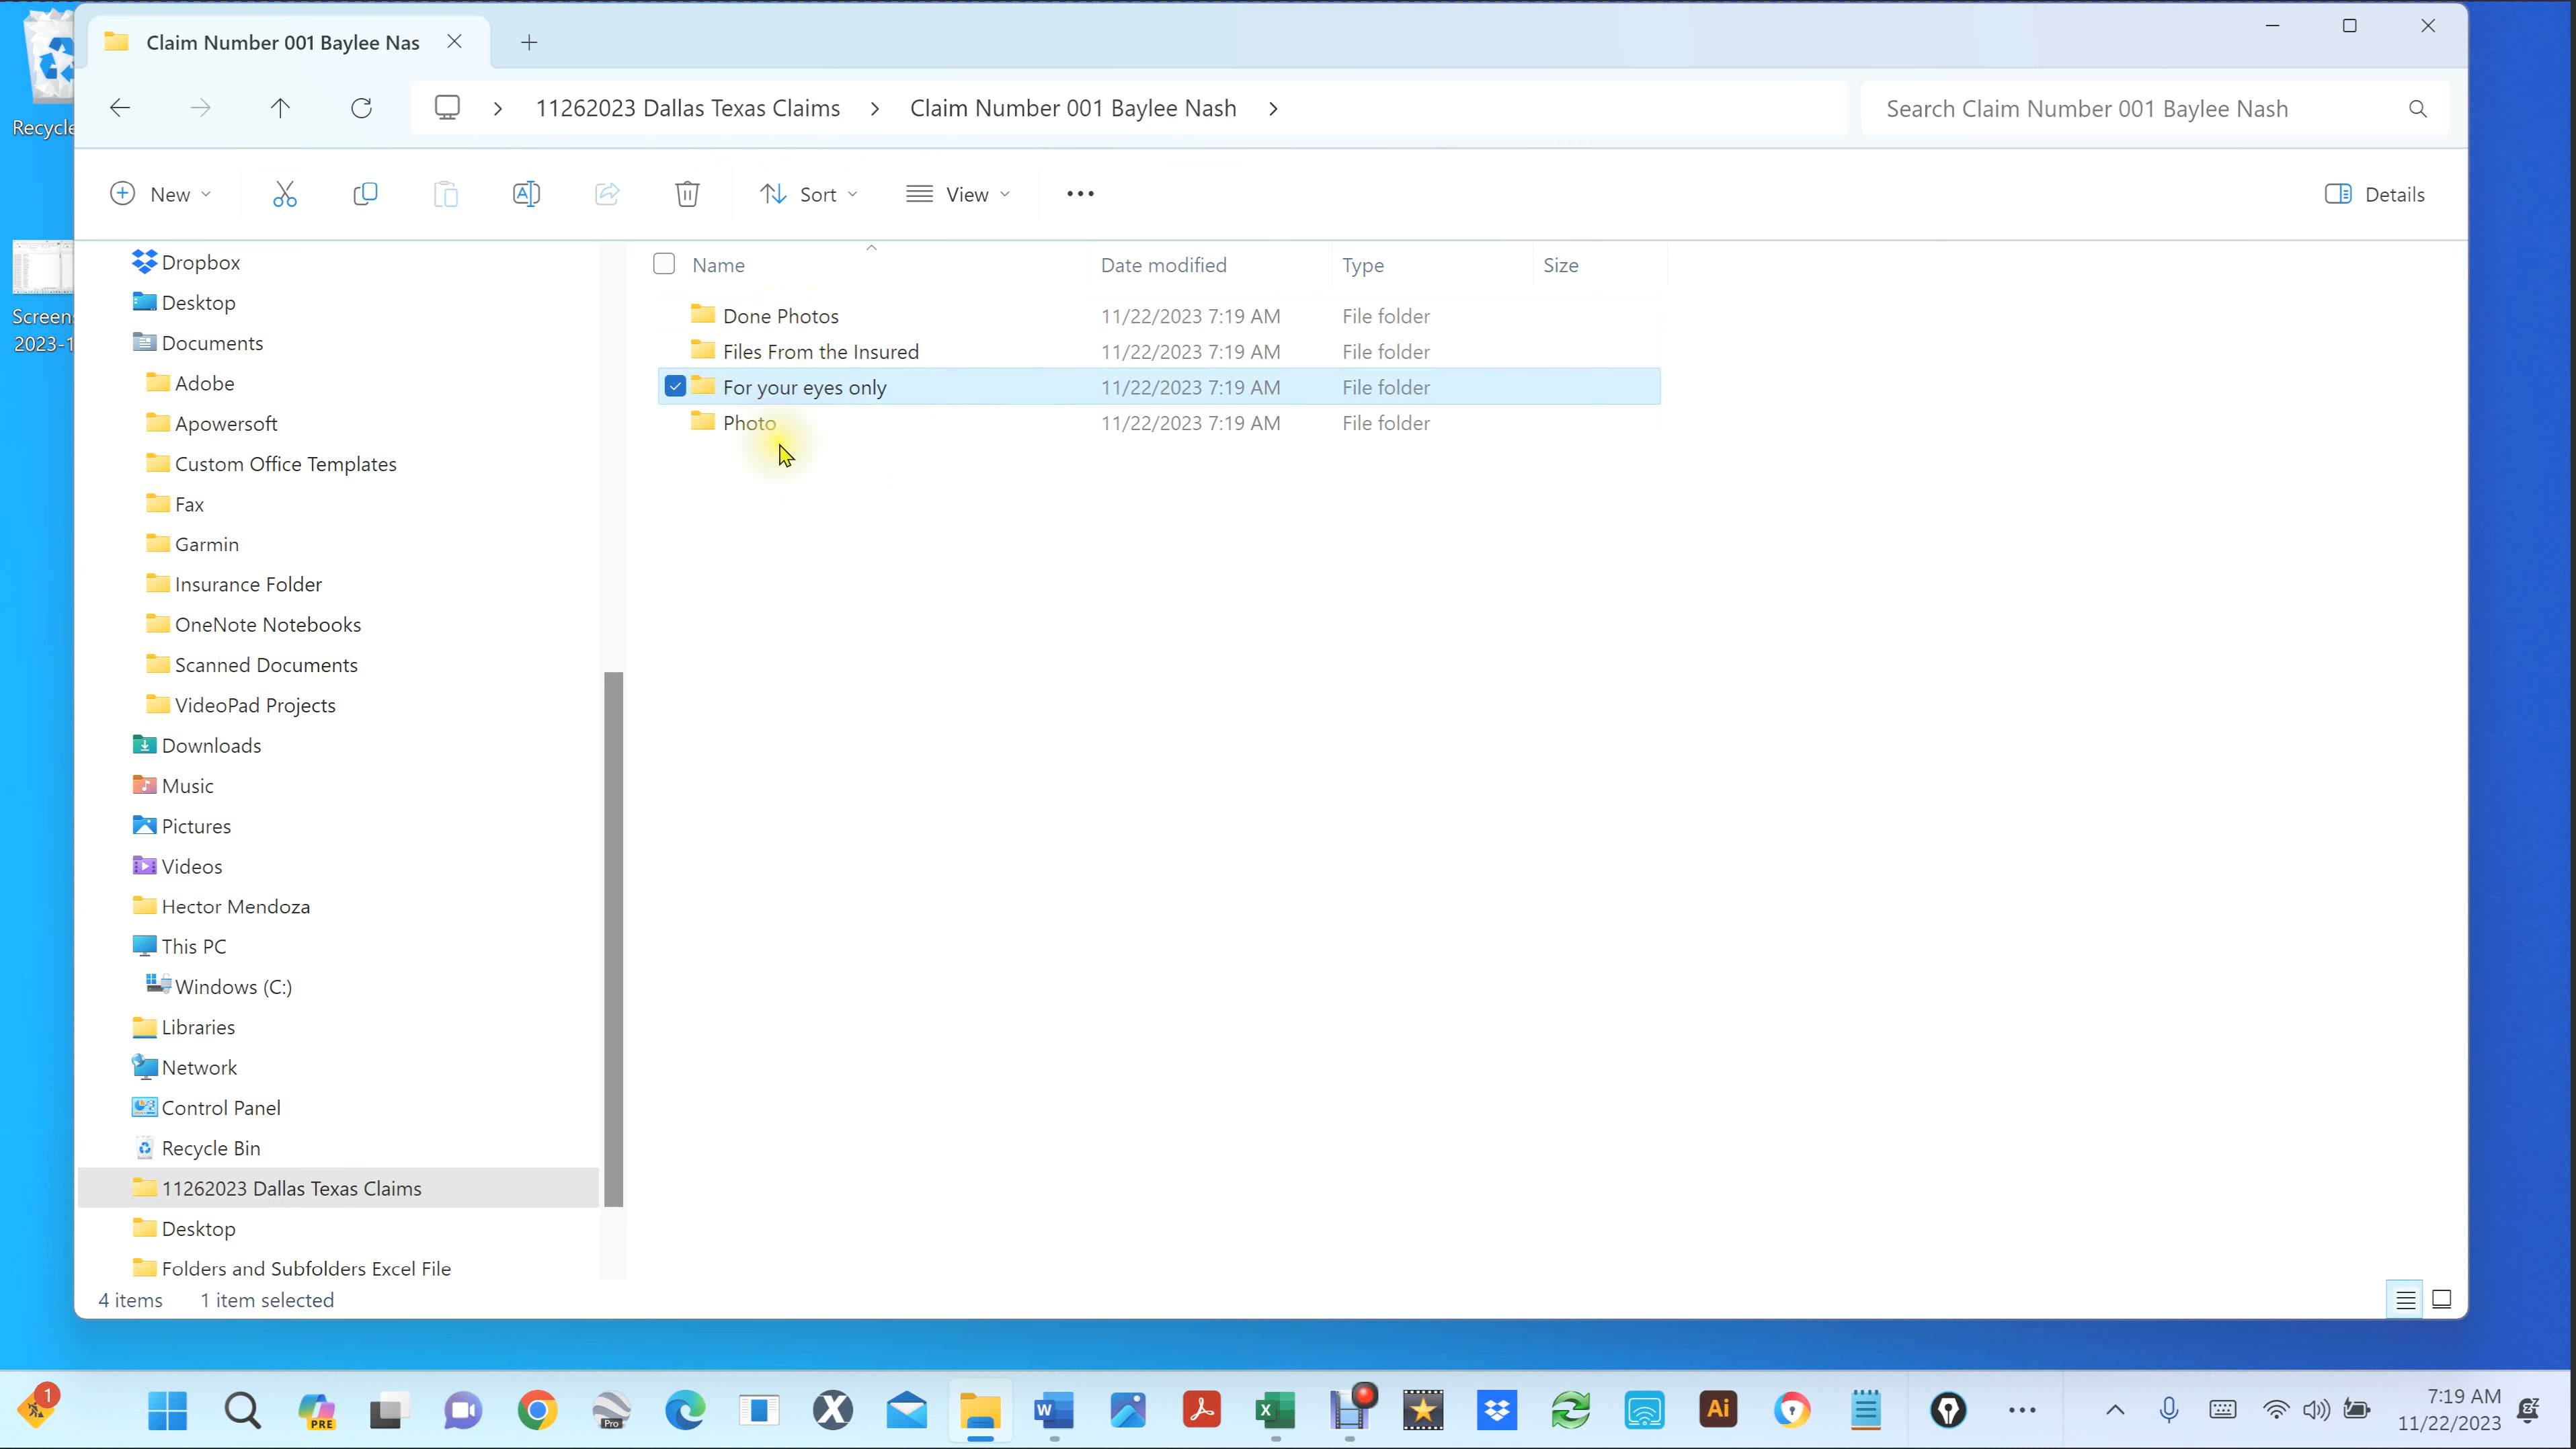 Claim Number 001 Baylee Nas
11262023 Dallas Texas Claims
Claim Number 001 Baylee Nash
Search Claim Number 001 Baylee Nash
New
Sort
View
Details
Recycle
Screen
2023-1
Dropbox
Desktop
Documents
Adobe
Apowersoft
Custom Office Templates
Fax
Garmin
Insurance Folder
OneNote Notebooks
Scanned Documents
VideoPad Projects
Downloads
Music
Pictures
Videos
Hector Mendoza
This PC
Windows (C:)
Libraries
Network
Control Panel
Recycle Bin
11262023 Dallas Texas Claims
Desktop
Folders and Subfolders Excel File
Name Date modified Type Size
Done Photos 11/22/2023 7:19 AM File folder
Files From the Insured 11/22/2023 7:19 AM File folder
For your eyes only 11/22/2023 7:19 AM File folder
Photo 11/22/2023 7:19 AM File folder
4 items 1 item selected
1
PRE
Pro
W
X
Ai
7:19 AM
11/22/2023